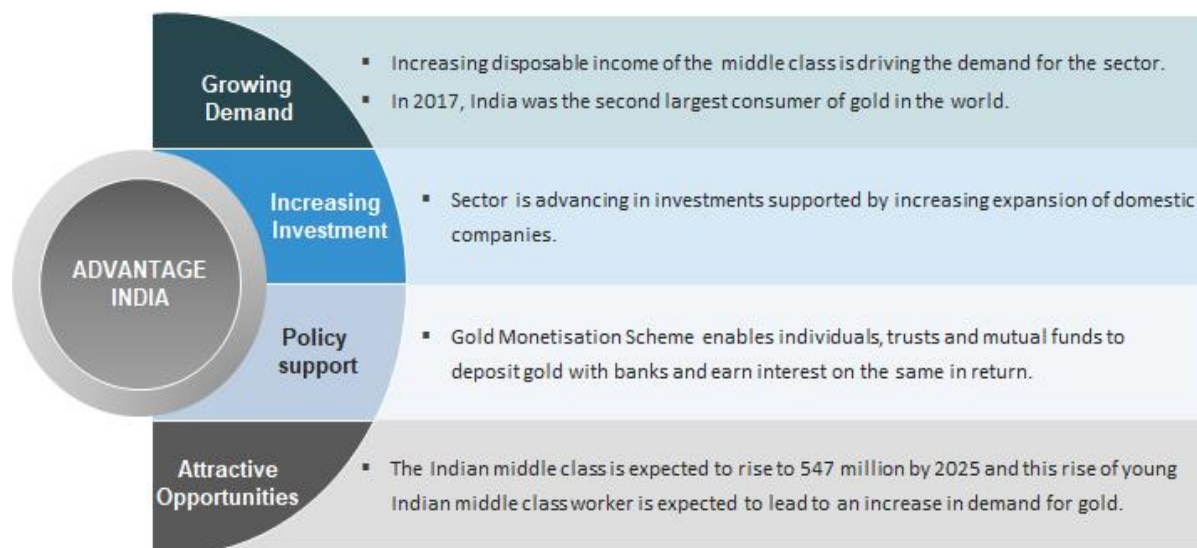 Growing
Demand
▪ Increasing disposable income of the middle class is driving the demand for the sector.
▪ In 2017, India was the second largest consumer of gold in the world.
Increasing
Investment
▪ Sector is advancing in investments supported by increasing expansion of domestic
companies.
ADVANTAGE
INDIA
Policy
support
▪ Gold Monetisation Scheme enables individuals, trusts and mutual funds to
deposit gold with banks and earn interest on the same in return.
Attractive
Opportunities
▪ The Indian middle class is expected to rise to 547 million by 2025 and this rise of young
Indian middle class worker is expected to lead to an increase in demand for gold.